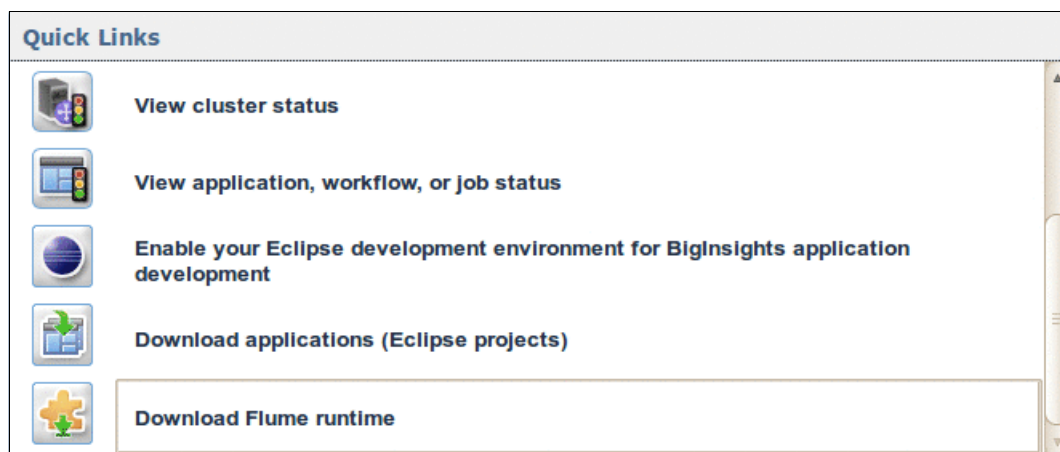 Quick Links
View cluster status
View application, workflow, or job status
Enable your Eclipse development environment for BigInsights application
development
Download applications (Eclipse projects)
Download Flume runtime